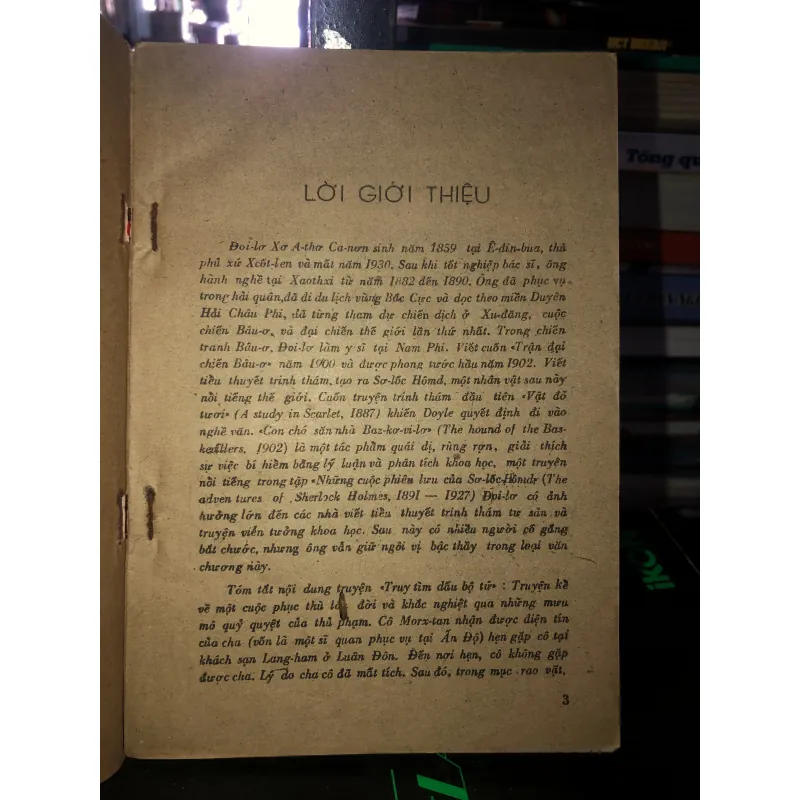 LỜI GIỚI THIỆU
Đoi-lơ Xơ A-thơ Ca-nơn sinh năm 1859 tại Ê-đin-bua, thủ
phủ xứ Xcốt-len và mất năm 1930. Sau khi tốt nghiệp bác sĩ, ông
hành nghề tại Xaothxi từ năm 1882 đến 1890. Ông đã phục vụ
trong hải quân, đã đi du lịch vùng Bắc Cực và dọc theo miền Duyên
Hải Châu Phi, đã từng tham dự chiến dịch ở Xu-đăng, cuộc
chiến Bâu-ơ, và đại chiến thế giới lần thứ nhất. Trong chiến
tranh Bâu-ơ, Đoi-lơ làm y sĩ tại Nam Phi. Viết cuốn «Trận đại
chiến Bâu-ơ» năm 1900 và được phong tước hầu năm 1902. Viết
tiểu thuyết trinh thám, tạo ra Sơ-lốc Hômd, một nhân vật sau này
nổi tiếng thế giới. Cuốn truyện trinh thám đầu tiên «Vật đỏ
tươi» (A study in Scarlet, 1887) khiến Doyle quyết định đi vào
nghề văn. «Con chó săn nhà Baz-kơ-vi-lơ» (The hound of the Bas-
kesllers, 1902) là một tác phẩm quái dị, rùng rợn, giải thích
sự việc bí hiểm bằng lý luận và phân tích khoa học, một truyện
nổi tiếng trong tập «Những cuộc phiêu lưu của Sơ-lốc-Hômd» (The
adventures of Sherlock Holmes, 1891 — 1927) Đoi-lơ có ảnh
hưởng lớn đến các nhà viết tiểu thuyết trinh thám tư sản và
truyện viễn tưởng khoa học. Sau này có nhiều người cố gắng
bắt chước, nhưng ông vẫn giữ ngôi vị bậc thầy trong loại văn
chương này.
Tóm tắt nội dung truyện «Truy tìm dấu bộ tứ» : Truyện kể
về một cuộc phục thù lâu đời và khắc nghiệt qua những mưu
mô quỷ quyệt của thủ phạm. Cô Morx-tan nhận được điện tín
của cha (vốn là một sĩ quan phục vụ tại Ấn Độ) hẹn gặp cô tại
khách sạn Lang-ham ở Luân Đôn. Đến nơi hẹn, cô không gặp
được cha. Lý do cha cô đã mất tích. Sau đó, trong mục rao vặt,
3
Tổng qu